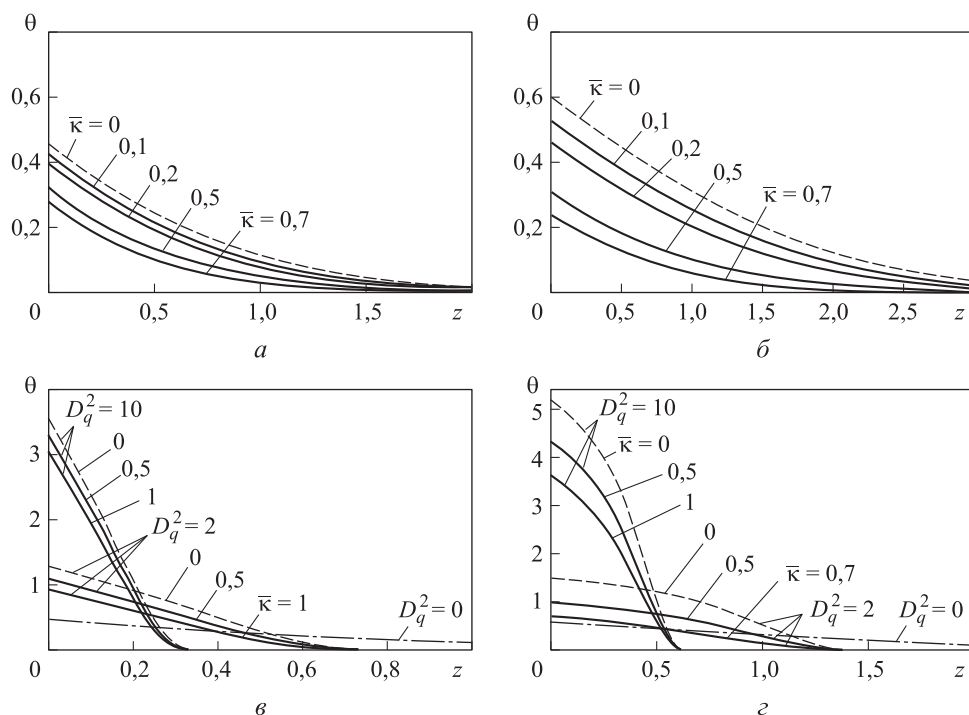 θ
0,6
0,4
0,2
0
κ̄ = 0
0,1
0,2
0,5
κ̄ = 0,7
0,5
1,0
1,5
z
а
θ
0,6
0,4
0,2
0
κ̄ = 0
0,1
0,2
0,5
κ̄ = 0,7
0,5
1,0
1,5
2,0
2,5
z
б
θ
3
2
1
0
D_q^2 = 10
0
0,5
1
D_q^2 = 2
0
0,5
κ̄ = 1
D_q^2 = 0
0,2
0,4
0,6
0,8
z
в
θ
5
4
3
2
1
0
D_q^2 = 10
κ̄ = 0
0,5
1
0
0,5
κ̄ = 0,7
D_q^2 = 2
D_q^2 = 0
0,5
1,0
1,5
z
г